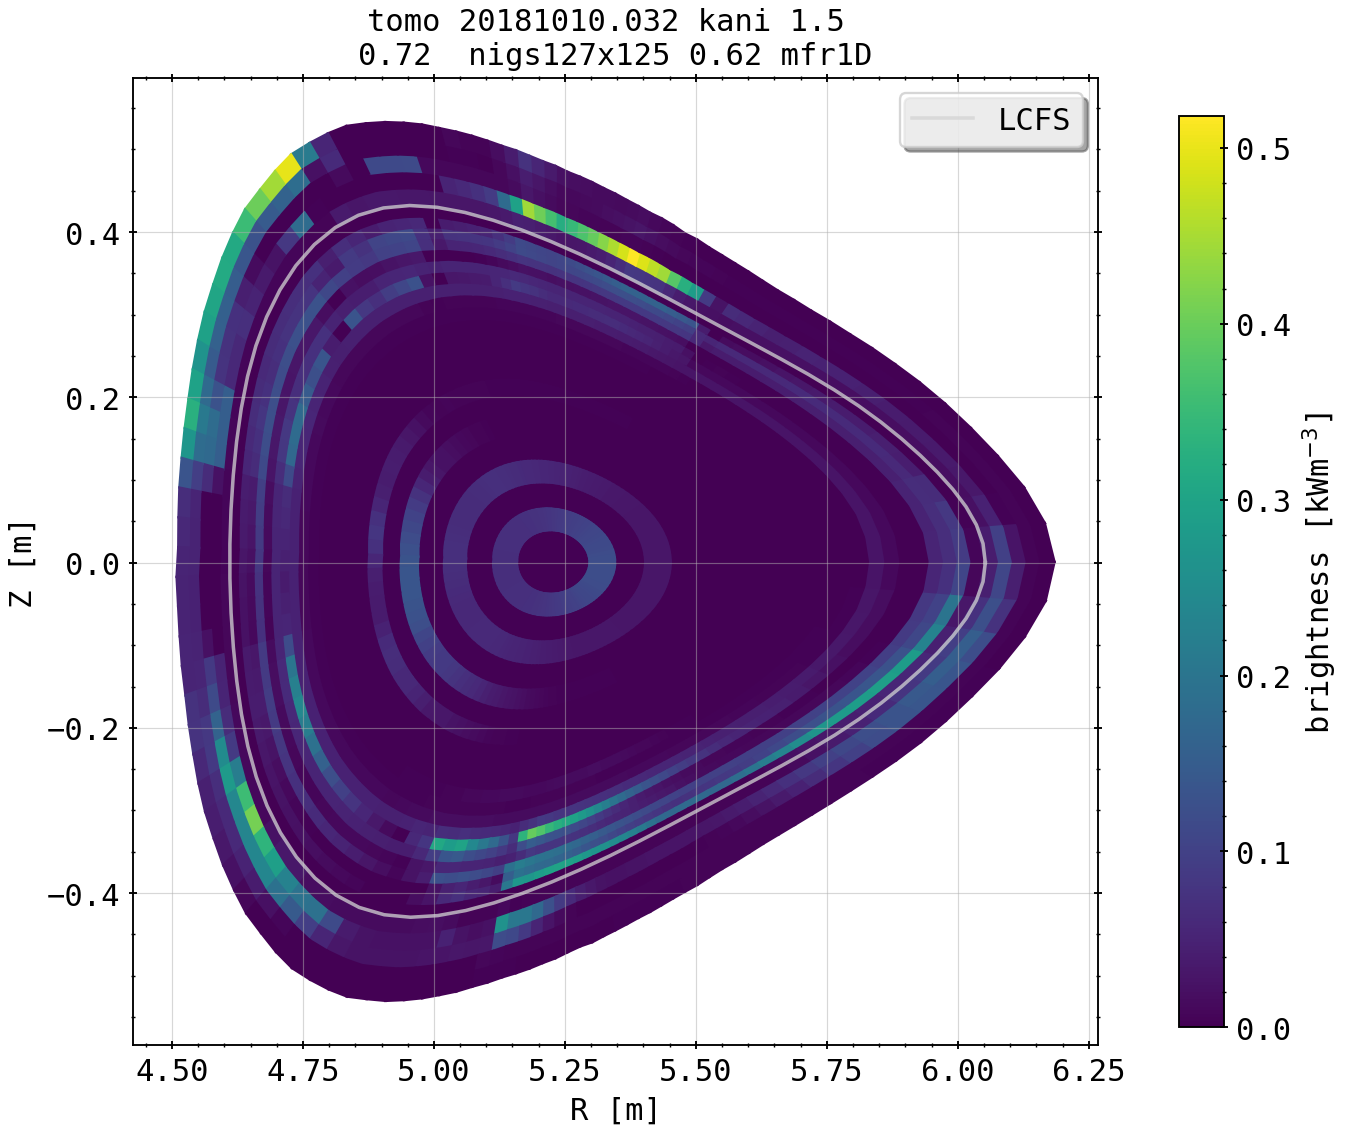 tomo 20181010.032 kani 1.5
0.72  nigs127x125 0.62 mfr1D
LCFS
0.4
0.2
0.0
−0.2
−0.4
Z [m]
4.50 4.75 5.00 5.25 5.50 5.75 6.00 6.25
R [m]
0.5
0.4
0.3
0.2
0.1
0.0
brightness [kWm⁻³]